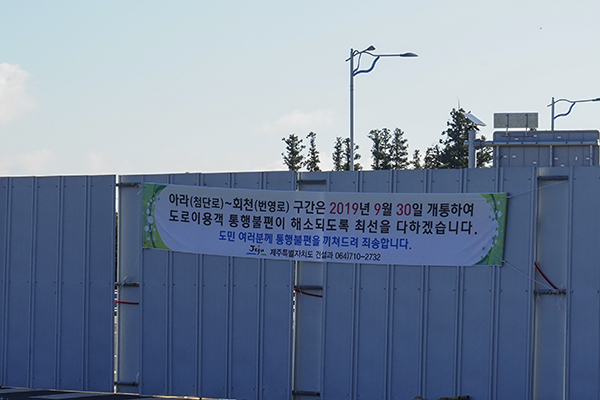 아라(첨단로)~회천(번영로) 구간은 2019년 9월 30일 개통하여
도로이용객 통행불편이 해소되도록 최선을 다하겠습니다.
도민 여러분께 통행불편을 끼쳐드려 죄송합니다.
Jeju 제주특별자치도 건설과 064)710-2732